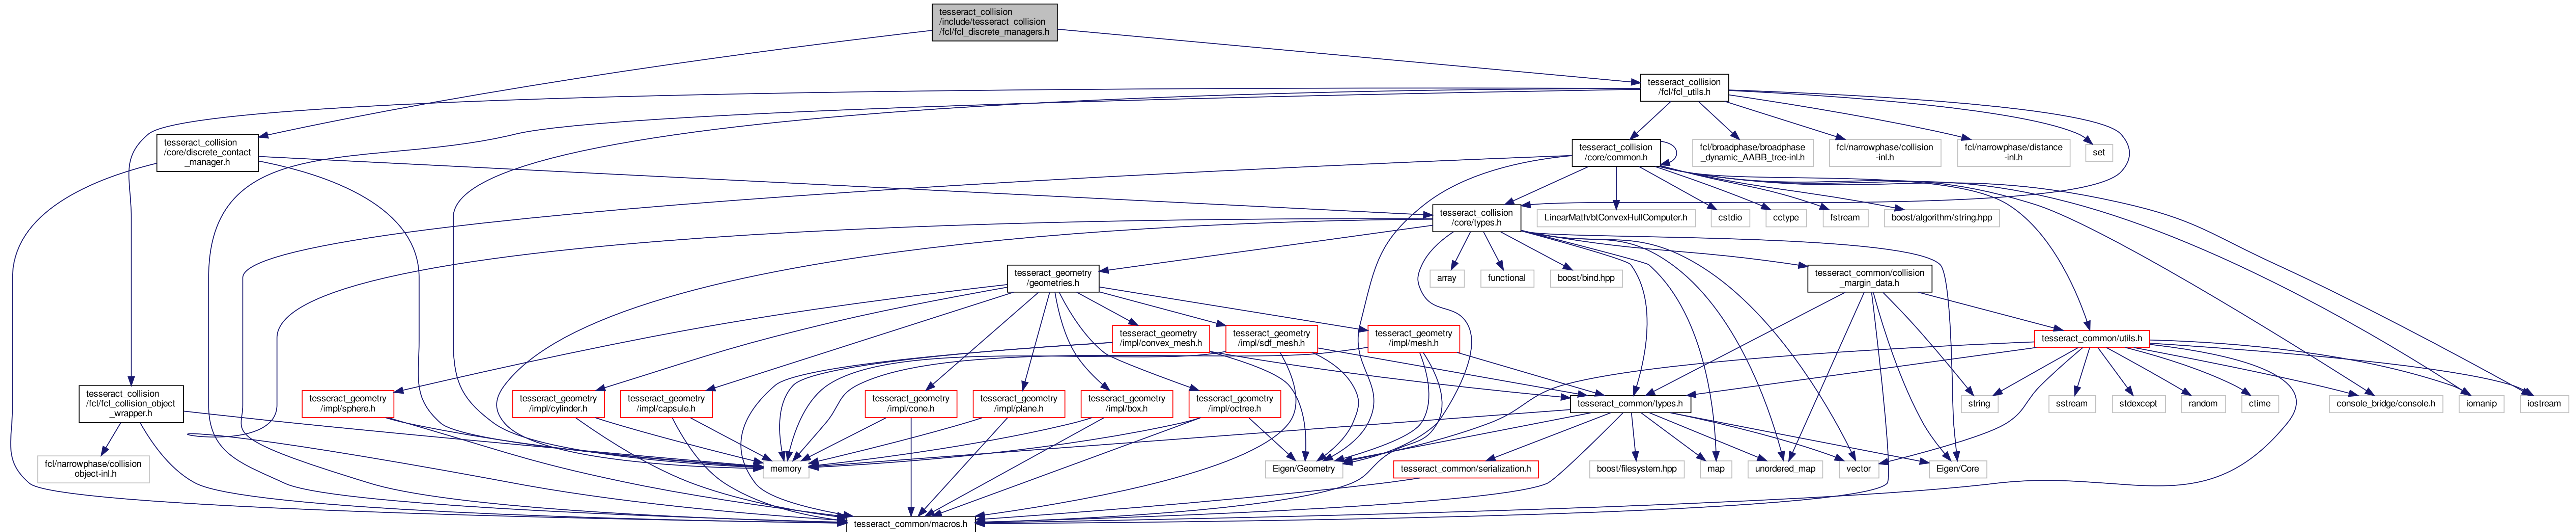 tesseract_collision
/include/tesseract_collision
/fcl/fcl_discrete_managers.h
tesseract_collision
/fcl/fcl_utils.h
tesseract_collision
/core/discrete_contact
_manager.h
tesseract_collision
/core/common.h
fcl/broadphase/broadphase
_dynamic_AABB_tree-inl.h
fcl/narrowphase/collision
-inl.h
fcl/narrowphase/distance
-inl.h
set
tesseract_collision
/core/types.h
LinearMath/btConvexHullComputer.h
cstdio
cctype
fstream
boost/algorithm/string.hpp
tesseract_geometry
/geometries.h
array
functional
boost/bind.hpp
tesseract_common/collision
_margin_data.h
tesseract_geometry
/impl/convex_mesh.h
tesseract_geometry
/impl/sdf_mesh.h
tesseract_geometry
/impl/mesh.h
tesseract_common/utils.h
tesseract_collision
/fcl/fcl_collision_object
_wrapper.h
tesseract_geometry
/impl/sphere.h
tesseract_geometry
/impl/cylinder.h
tesseract_geometry
/impl/capsule.h
tesseract_geometry
/impl/cone.h
tesseract_geometry
/impl/plane.h
tesseract_geometry
/impl/box.h
tesseract_geometry
/impl/octree.h
tesseract_common/types.h
string
sstream
stdexcept
random
ctime
console_bridge/console.h
iomanip
iostream
fcl/narrowphase/collision
_object-inl.h
memory
Eigen/Geometry
tesseract_common/serialization.h
boost/filesystem.hpp
map
unordered_map
vector
Eigen/Core
tesseract_common/macros.h